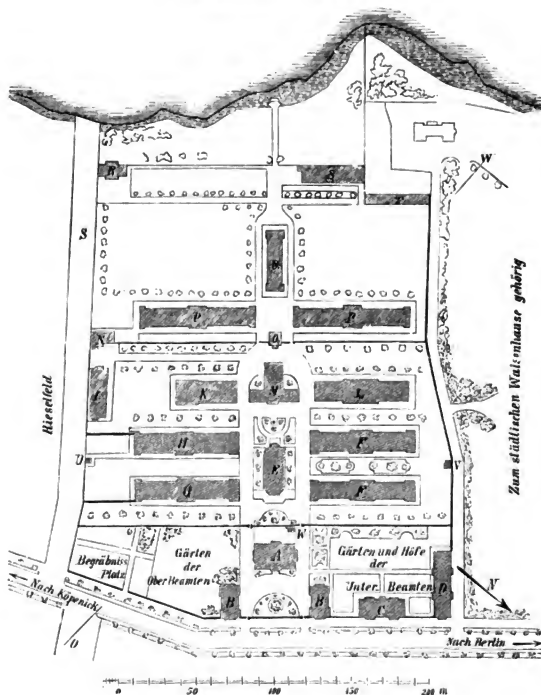 W
R
S
T
S
Zum städtischen Waisenhause gehörig
Rieselfeld
P
P
N
O
K
M
L
H
E
U
V
G
F
W
Begräbniss
Platz
Gärten
der
Ober Beamten
A
Gärten und Höfe
der
Unter Beamten
D
N
B
B
C
Nach Köpenick
O
Nach Berlin
0 50 100 150 200 M